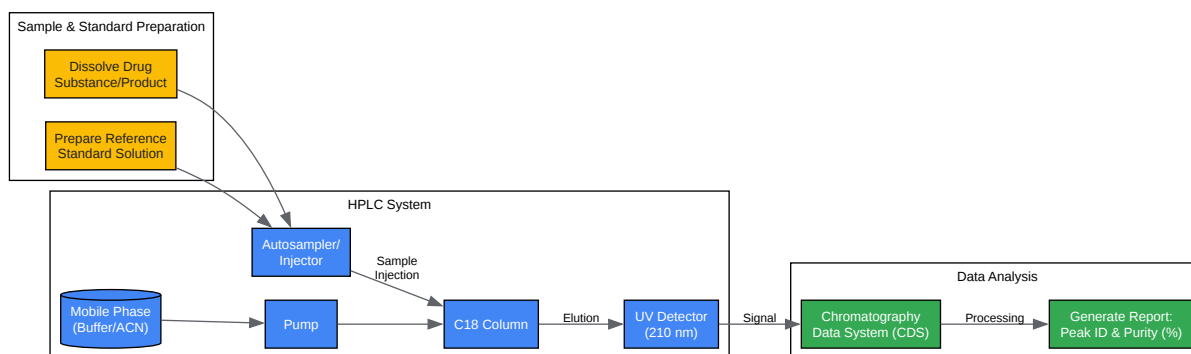 Sample & Standard Preparation
Dissolve Drug
Substance/Product
Prepare Reference
Standard Solution
HPLC System
Autosampler/
Injector
Sample
Injection
Mobile Phase
(Buffer/ACN)
Pump
C18 Column
Elution
UV Detector
(210 nm)
Signal
Data Analysis
Chromatography
Data System (CDS)
Processing
Generate Report:
Peak ID & Purity (%)